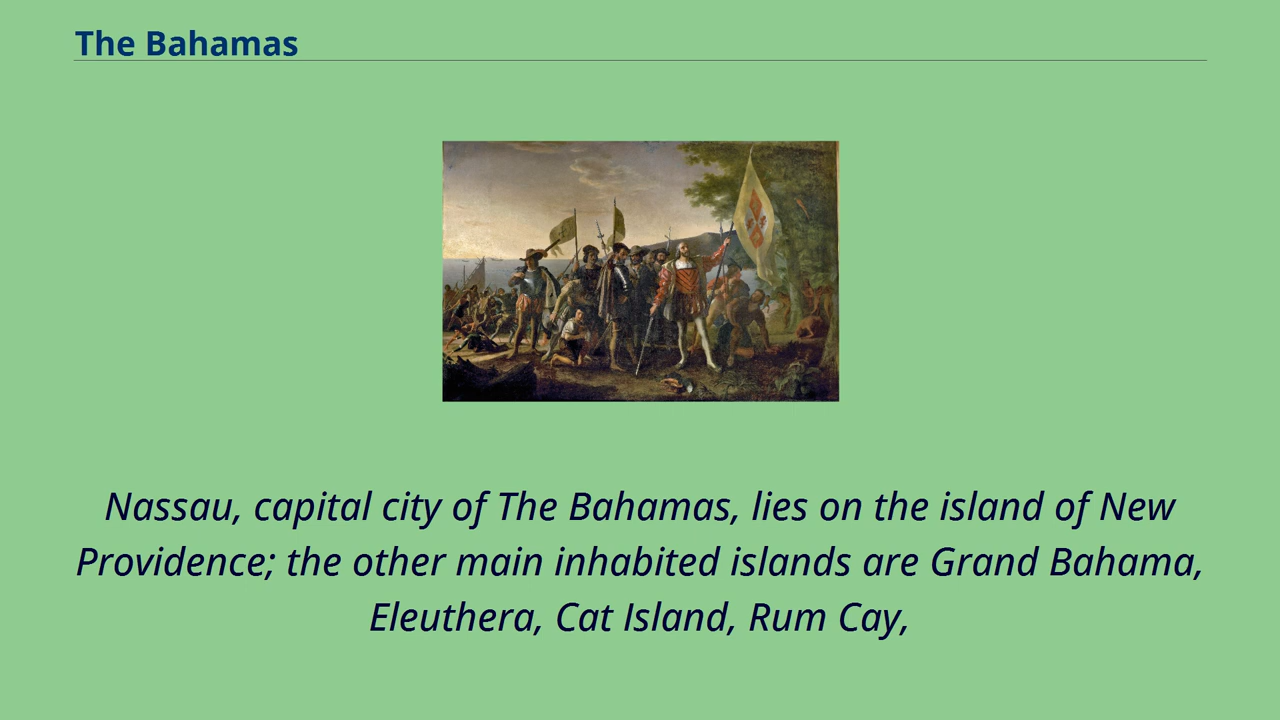 The Bahamas
Nassau, capital city of The Bahamas, lies on the island of New
Providence; the other main inhabited islands are Grand Bahama,
Eleuthera, Cat Island, Rum Cay,